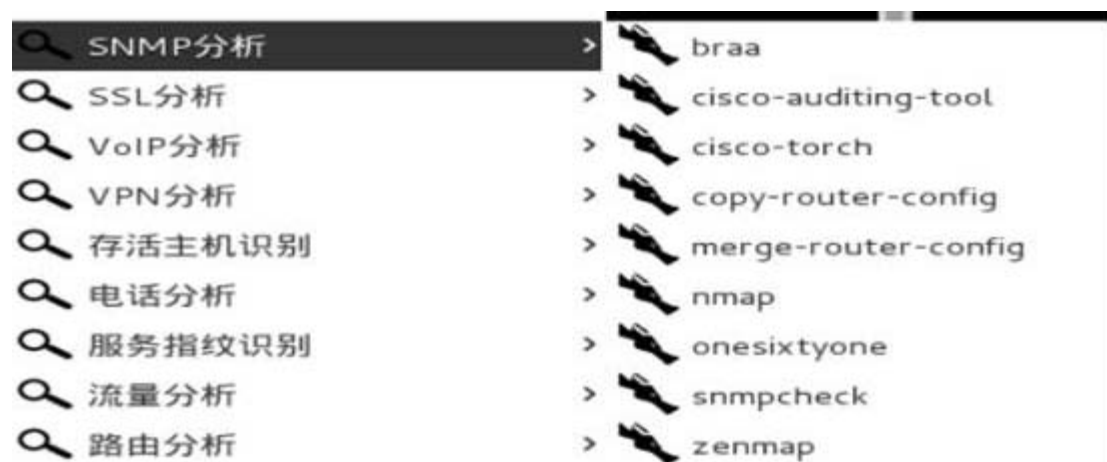 SNMP分析
SSL分析
VoIP分析
VPN分析
存活主机识别
电话分析
服务指纹识别
流量分析
路由分析
braa
cisco-auditing-tool
cisco-torch
copy-router-config
merge-router-config
nmap
onesixtyone
snmpcheck
zenmap